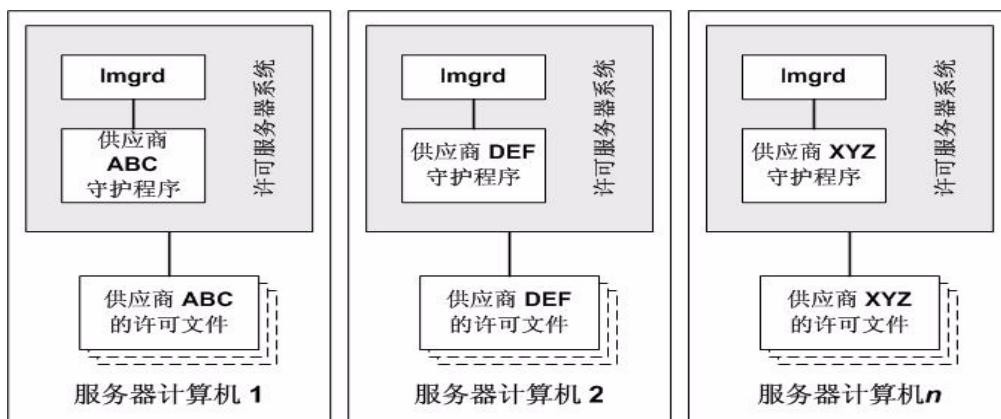 lmgrd
供应商
ABC
守护程序
许可服务器系统
供应商 ABC
的许可文件
服务器计算机 1
lmgrd
供应商 DEF
守护程序
许可服务器系统
供应商 DEF
的许可文件
服务器计算机 2
lmgrd
供应商 XYZ
守护程序
许可服务器系统
供应商 XYZ
的许可文件
服务器计算机n